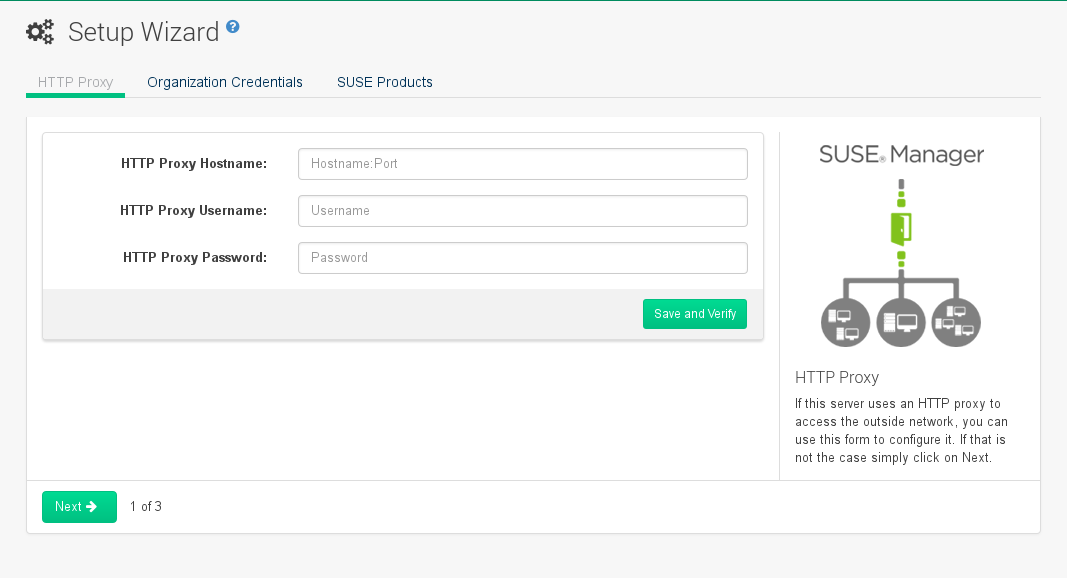 Setup Wizard ?
HTTP Proxy
Organization Credentials
SUSE Products
HTTP Proxy Hostname:
Hostname:Port
HTTP Proxy Username:
Username
HTTP Proxy Password:
Password
Save and Verify
SUSE® Manager
HTTP Proxy
If this server uses an HTTP proxy to
access the outside network, you can
use this form to configure it. If that is
not the case simply click on Next.
Next
1 of 3